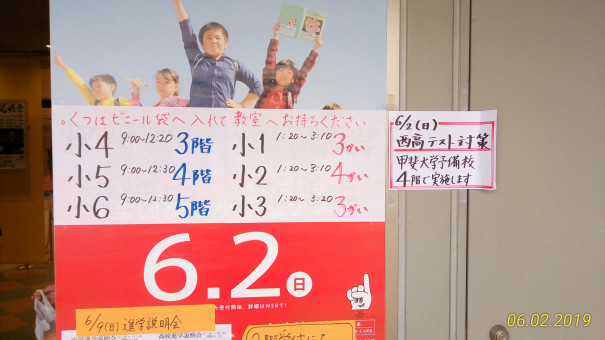 。くつはビニール袋へ入れて教室へお持ちください
小4 9:00~12:20 3階 小1 1:20~3:10 3かい
小5 9:00~12:30 4階 小2 1:20~3:10 4かい
小6 9:00~12:30 5階 小3 1:20~3:20 3かい
6.2日
6/9(日)進学説明会
6/2(日)
西高テスト対策
甲斐大学予備校
4階で実施します
06.02.2019